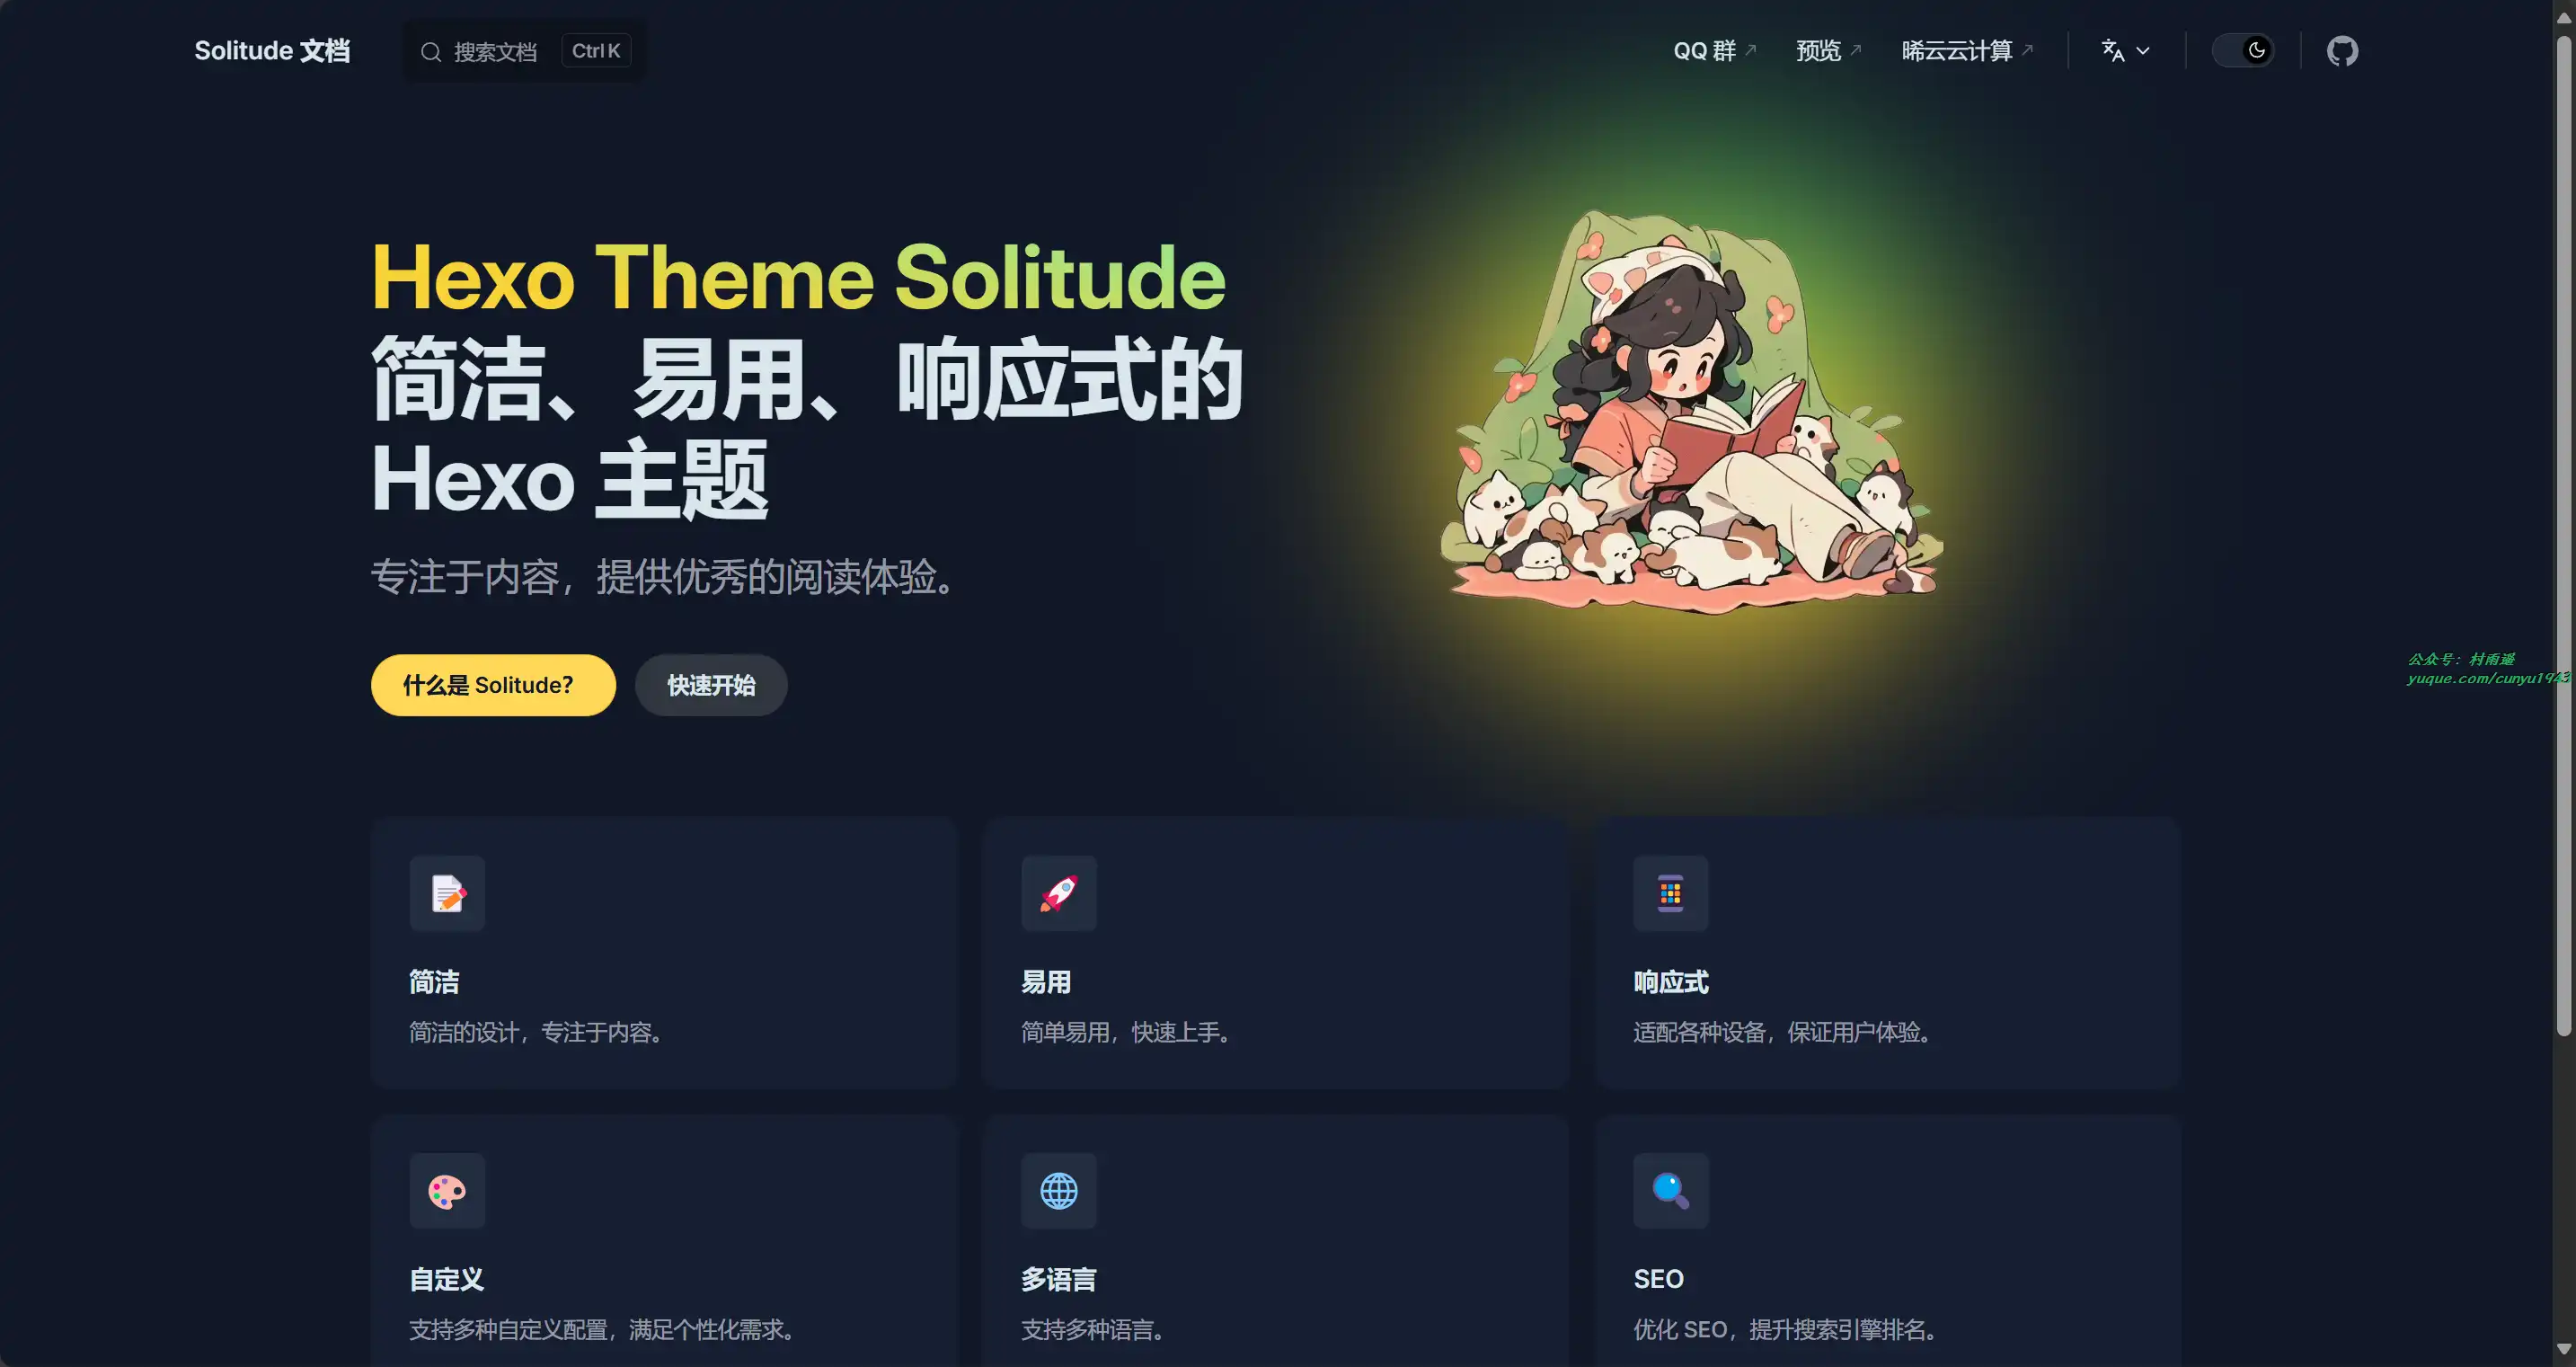 Solitude 文档
搜索文档
Ctrl K
QQ 群
预览
晞云云计算
Hexo Theme Solitude
简洁、易用、响应式的
Hexo 主题
专注于内容，提供优秀的阅读体验。
什么是 Solitude？
快速开始
公众号：村雨遥
yuque.com/cunyu1943
简洁
简洁的设计，专注于内容。
易用
简单易用，快速上手。
响应式
适配各种设备，保证用户体验。
自定义
支持多种自定义配置，满足个性化需求。
多语言
支持多种语言。
SEO
优化 SEO，提升搜索引擎排名。